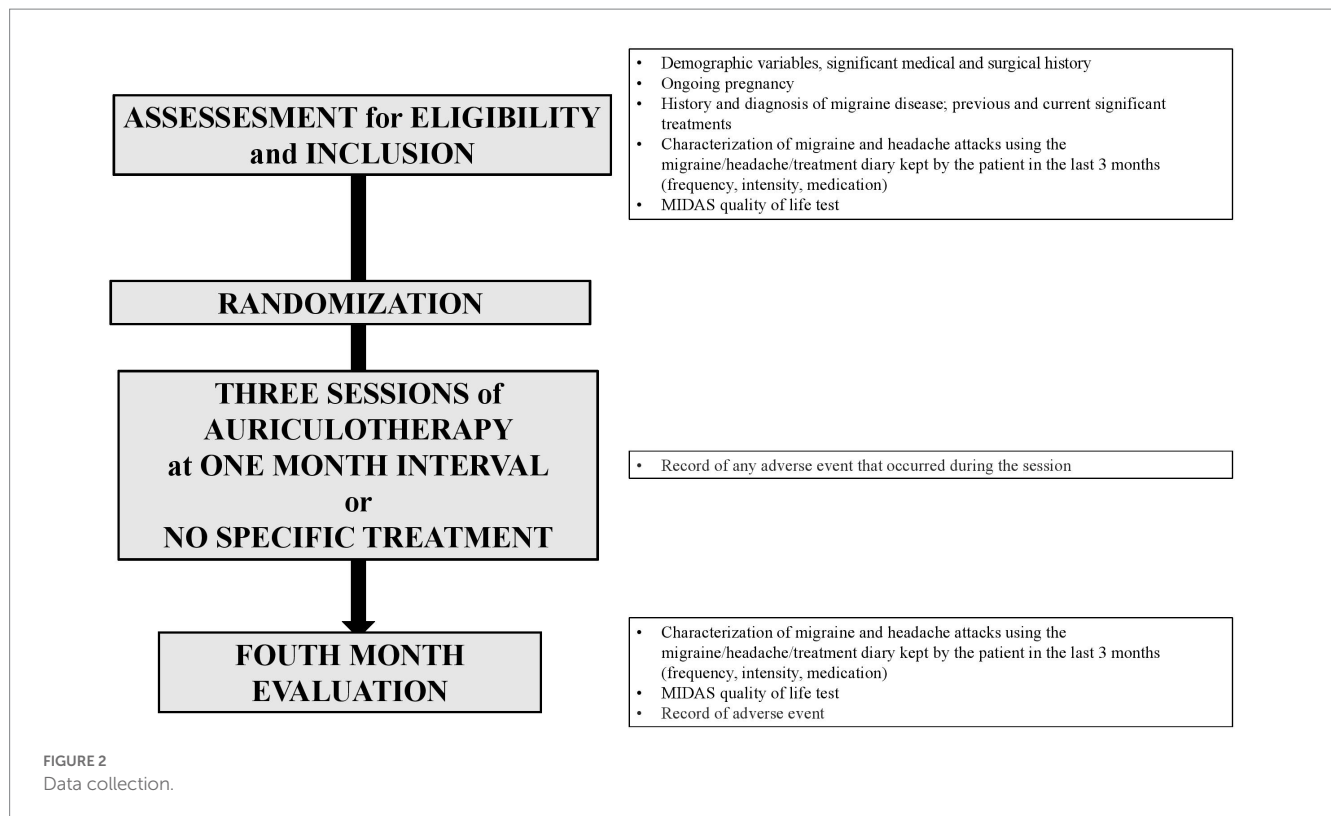 ASSESSESMENT for ELIGIBILITY
and INCLUSION
• Demographic variables, significant medical and surgical history
• Ongoing pregnancy
• History and diagnosis of migraine disease; previous and current significant
treatments
• Characterization of migraine and headache attacks using the
migraine/headache/treatment diary kept by the patient in the last 3 months
(frequency, intensity, medication)
• MIDAS quality of life test
RANDOMIZATION
THREE SESSIONS of
AURICULOTHERAPY
at ONE MONTH INTERVAL
or
NO SPECIFIC TREATMENT
• Record of any adverse event that occurred during the session
FOUTH MONTH
EVALUATION
• Characterization of migraine and headache attacks using the
migraine/headache/treatment diary kept by the patient in the last 3 months
(frequency, intensity, medication)
• MIDAS quality of life test
• Record of adverse event
FIGURE 2
Data collection.